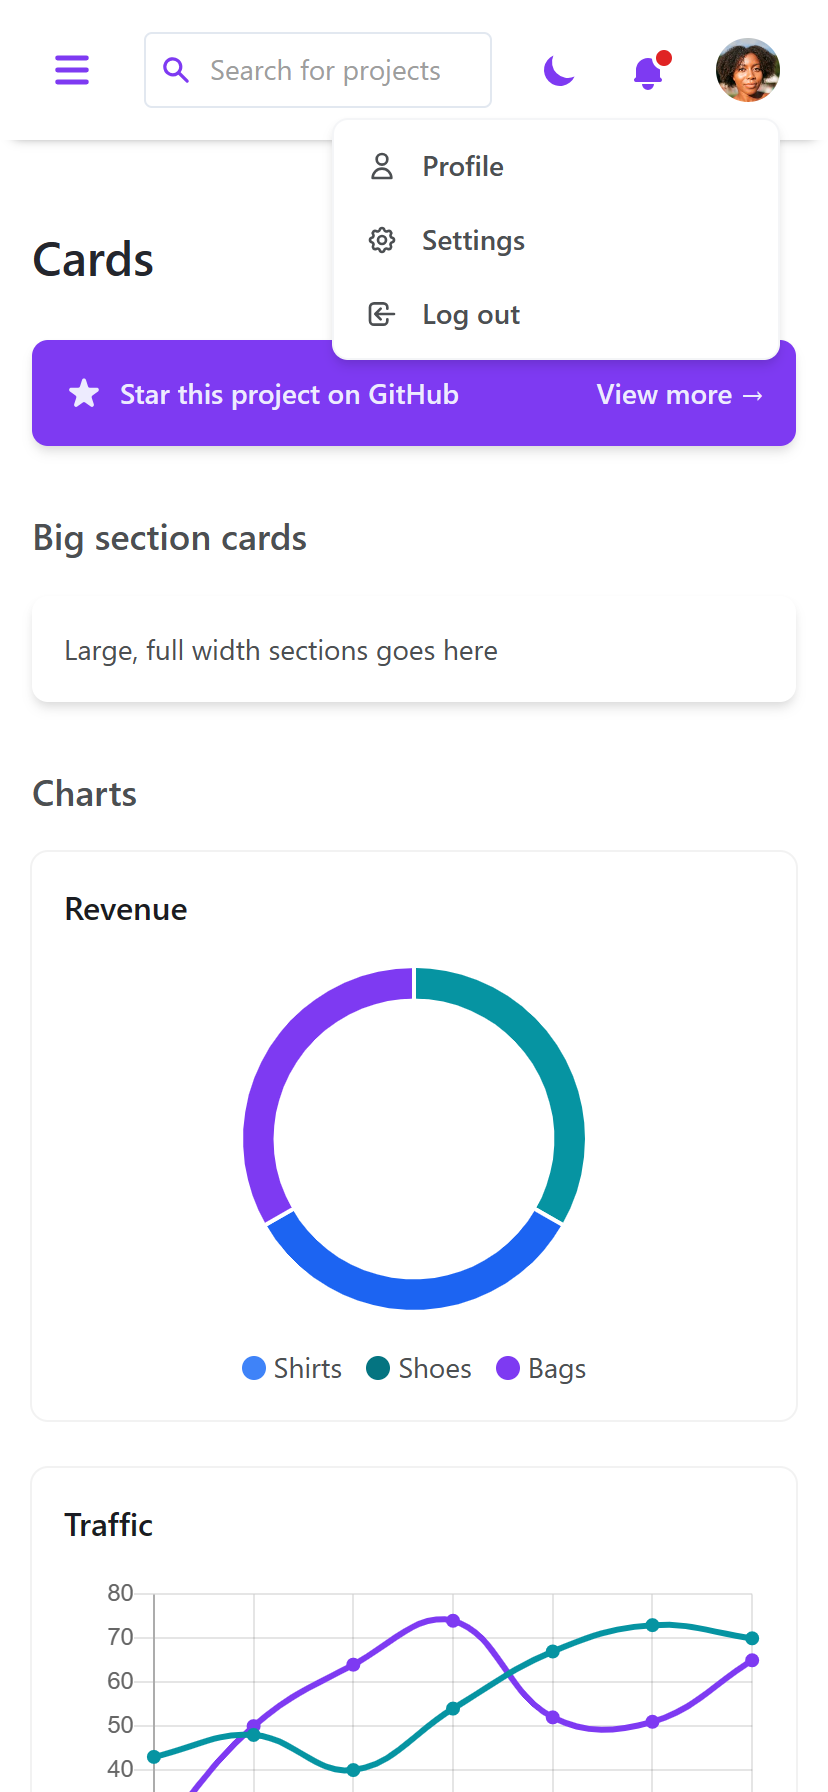 Search for projects
Profile
Settings
Log out
Cards
Star this project on GitHub
View more →
Big section cards
Large, full width sections goes here
Charts
Revenue
Shirts Shoes Bags
Traffic
80
70
60
50
40